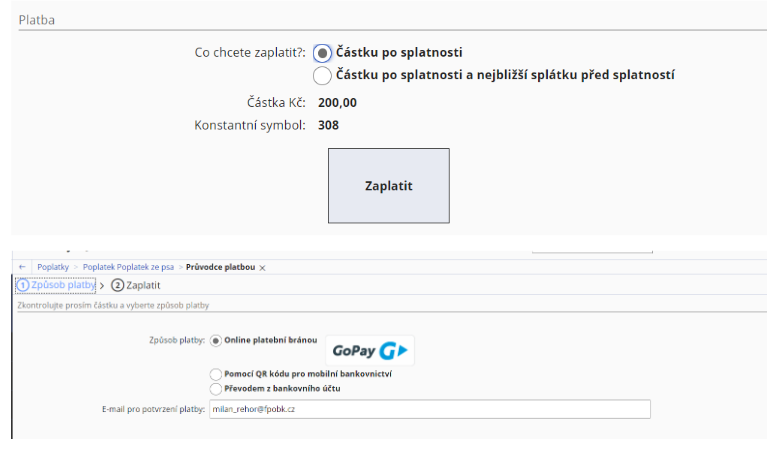 Platba
Co chcete zaplatit?: Částku po splatnosti
Částku po splatnosti a nejbližší splátku před splatností
Částka Kč: 200,00
Konstantní symbol: 308
Zaplatit
← Poplatky > Poplatek Poplatek ze psa > Průvodce platbou ×
1 Způsob platby > 2 Zaplatit
Zkontrolujte prosím částku a vyberte způsob platby
Způsob platby: Online platební bránou
GoPay G
Pomocí QR kódu pro mobilní bankovnictví
Převodem z bankovního účtu
E-mail pro potvrzení platby: milan_rehor@fpobk.cz